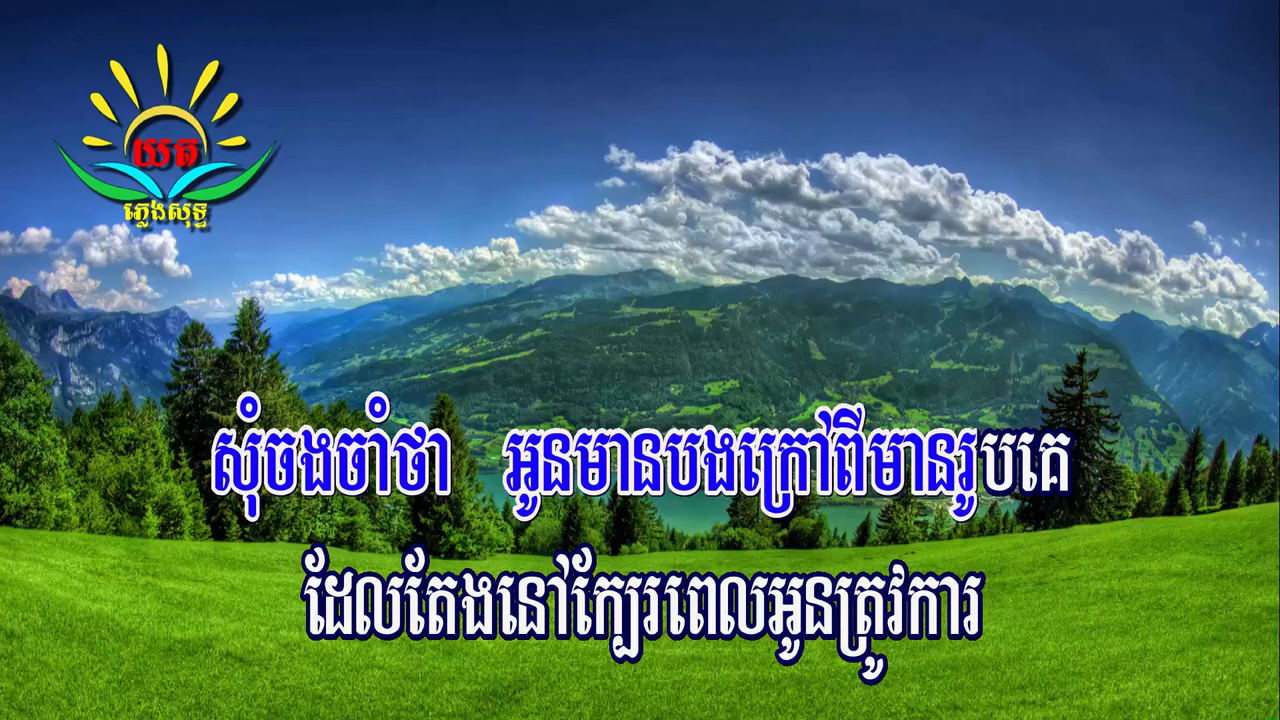 យត
ភ្លេងសុទ្ធ
សុំចងចាំថា អូនមានបងក្រៅពីមានរូបគេ
ដែលតែងនៅក្បែរពេលអូនត្រូវការ